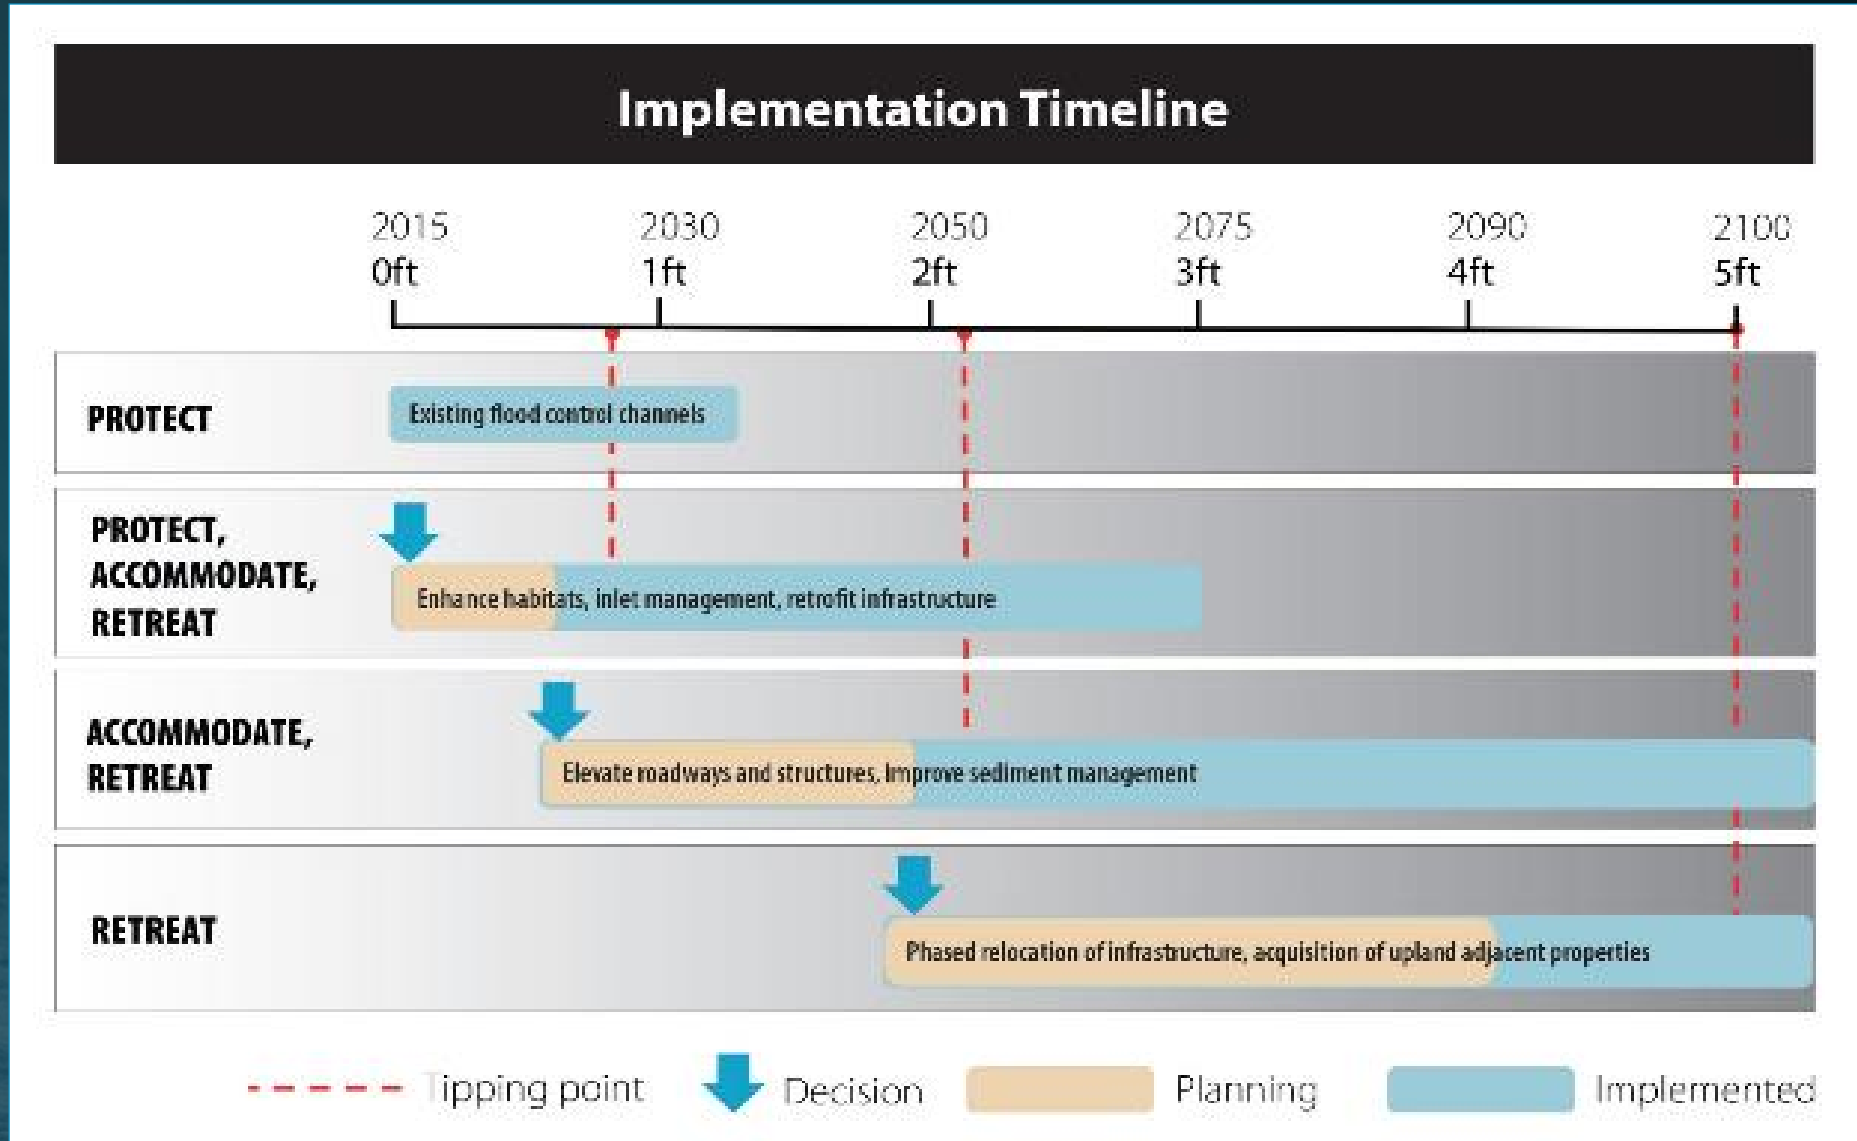 Implementation Timeline
2015 2030 2050 2075 2090 2100
0ft 1ft 2ft 3ft 4ft 5ft
PROTECT
Existing flood control channels
PROTECT,
ACCOMMODATE,
RETREAT
Enhance habitats, inlet management, retrofit infrastructure
ACCOMMODATE,
RETREAT
Elevate roadways and structures, Improve sediment management
RETREAT
Phased relocation of infrastructure, acquisition of upland adjacent properties
Tipping point Decision Planning Implemented